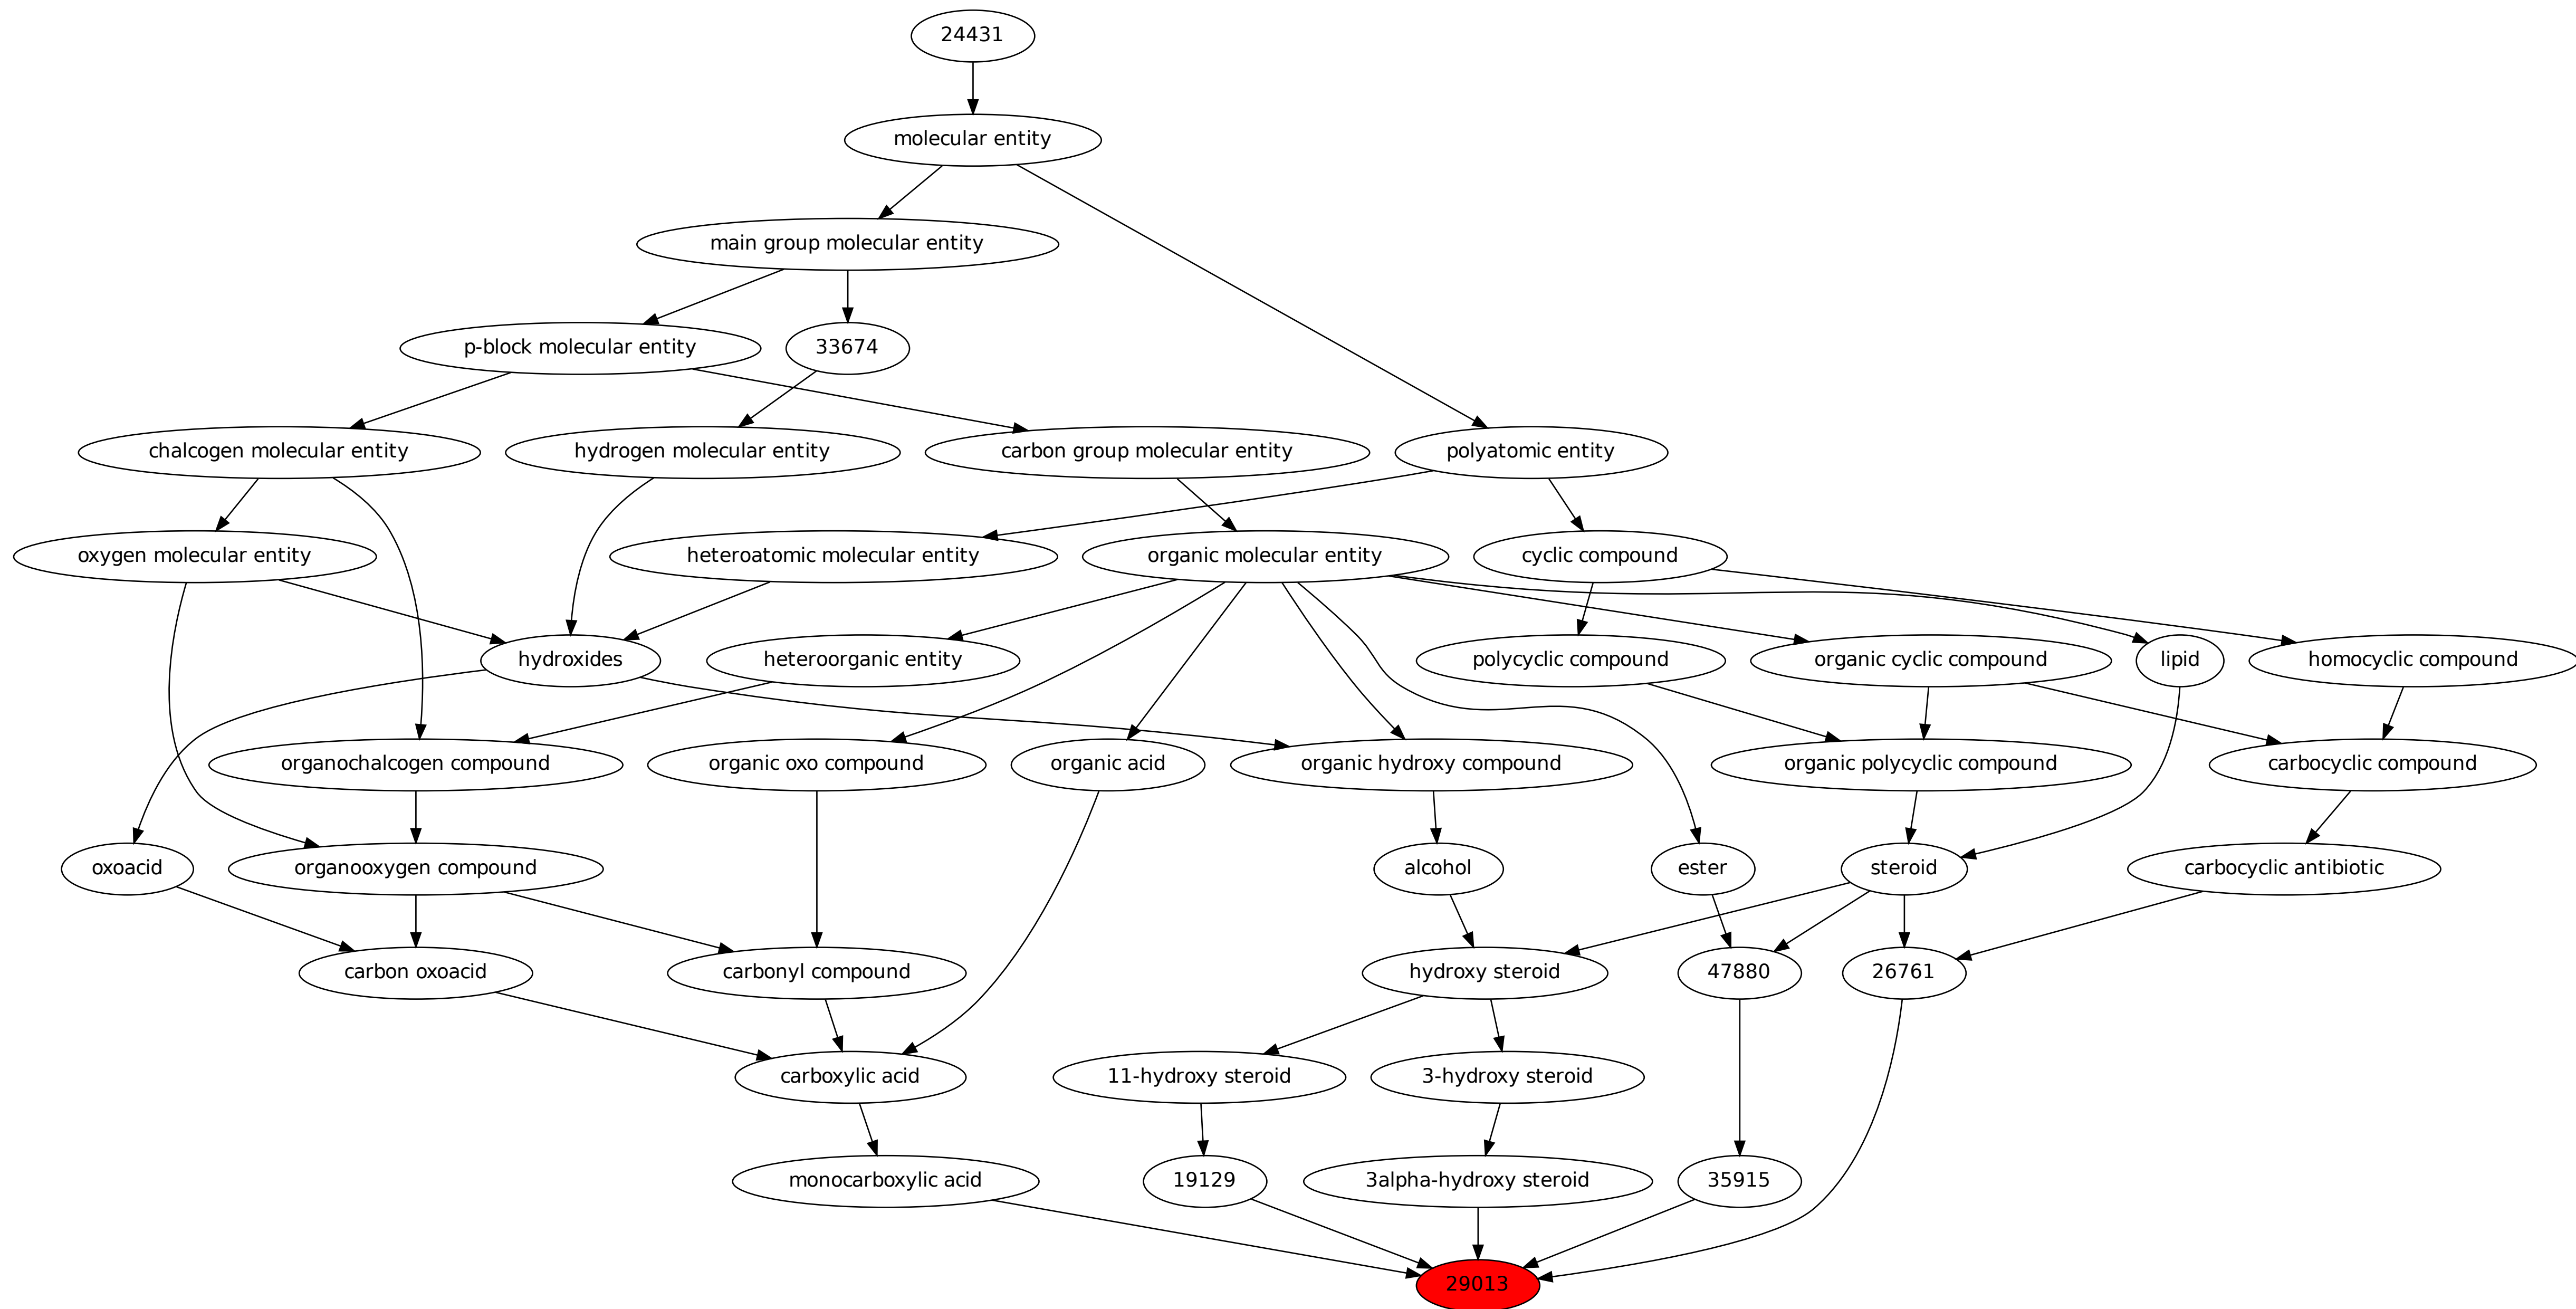 24431
molecular entity
main group molecular entity
p-block molecular entity
33674
chalcogen molecular entity
hydrogen molecular entity
carbon group molecular entity
polyatomic entity
oxygen molecular entity
heteroatomic molecular entity
organic molecular entity
cyclic compound
hydroxides
heteroorganic entity
polycyclic compound
organic cyclic compound
lipid
homocyclic compound
organochalcogen compound
organic oxo compound
organic acid
organic hydroxy compound
organic polycyclic compound
carbocyclic compound
oxoacid
organooxygen compound
alcohol
ester
steroid
carbocyclic antibiotic
carbon oxoacid
carbonyl compound
hydroxy steroid
47880
26761
carboxylic acid
11-hydroxy steroid
3-hydroxy steroid
monocarboxylic acid
19129
3alpha-hydroxy steroid
35915
29013